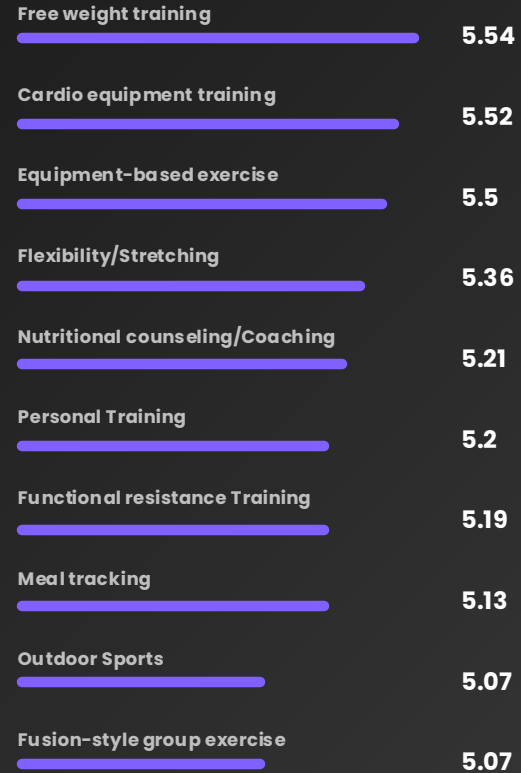 Free weight training
5.54
Cardio equipment training
5.52
Equipment-based exercise
5.5
Flexibility/Stretching
5.36
Nutritional counseling/Coaching
5.21
Personal Training
5.2
Functional resistance Training
5.19
Meal tracking
5.13
Outdoor Sports
5.07
Fusion-style group exercise
5.07